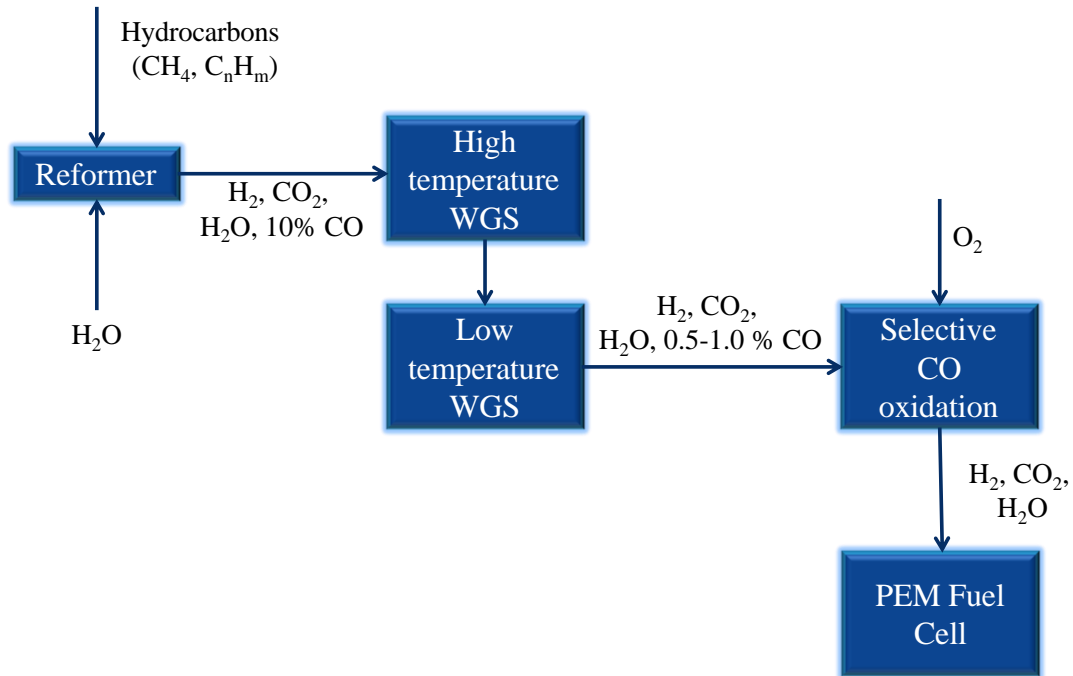 Hydrocarbons
(CH₄, CₙHₘ)
Reformer
H₂, CO₂,
H₂O, 10% CO
H₂O
High
temperature
WGS
Low
temperature
WGS
H₂, CO₂,
H₂O, 0.5-1.0 % CO
O₂
Selective
CO
oxidation
H₂, CO₂,
H₂O
PEM Fuel
Cell